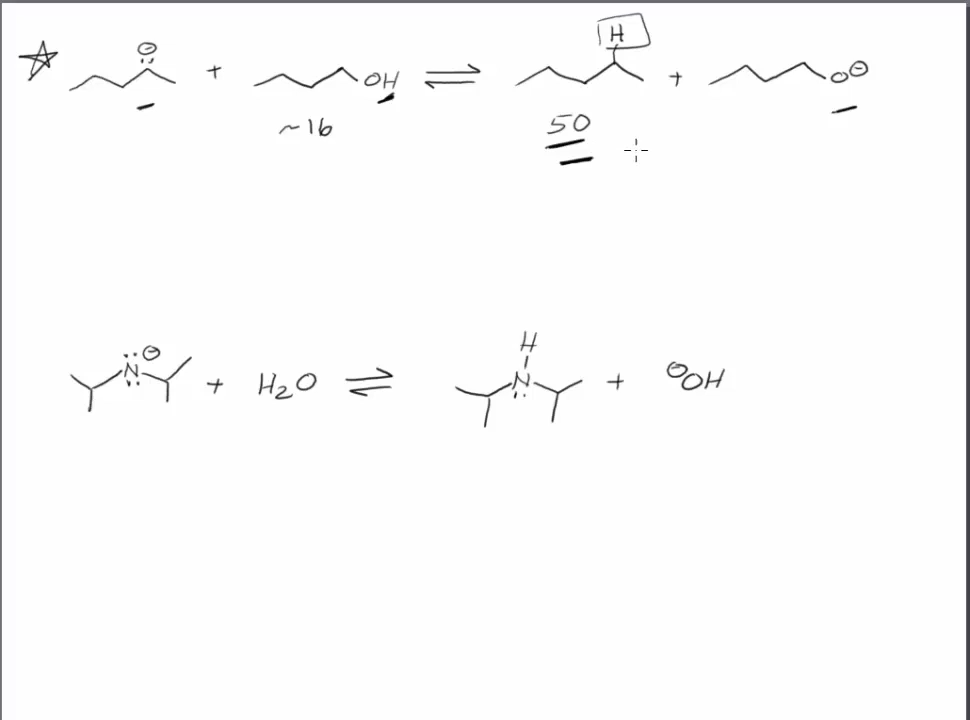 ⊖ + OH ⇌ H + O⊖
~16 50
N⊖ + H₂O ⇌ H N + ⊖OH